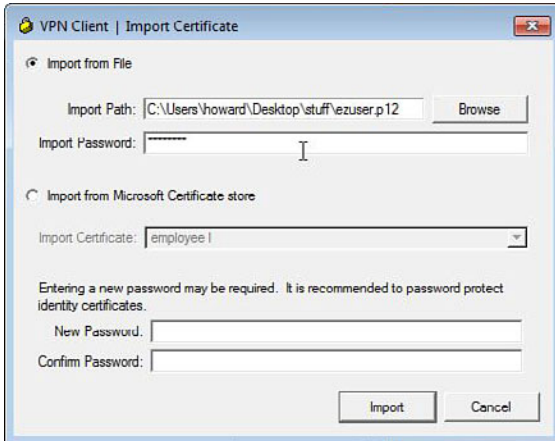 VPN Client | Import Certificate
Import from File
Import Path: C:\Users\howard\Desktop\stuff\ezuser.p12 Browse
Import Password: ********
Import from Microsoft Certificate store
Import Certificate: employee I
Entering a new password may be required. It is recommended to password protect
identity certificates.
New Password.
Confirm Password:
Import Cancel